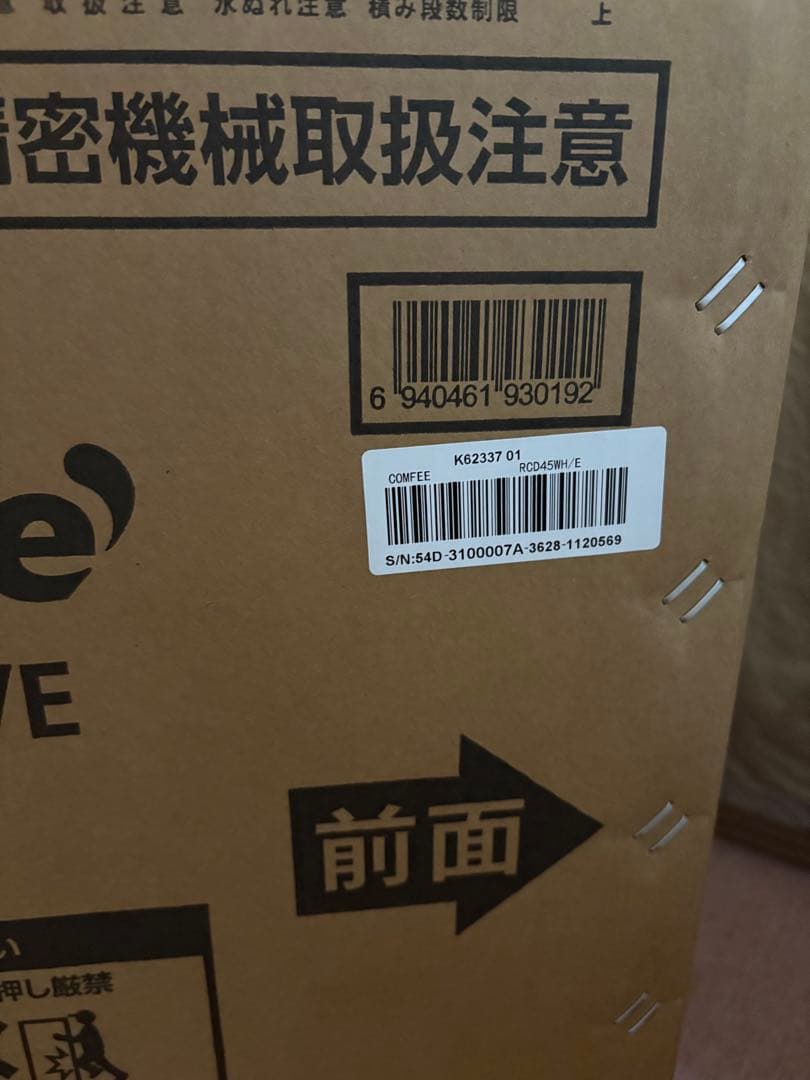 取扱注意 水ぬれ注意 積み段数制限 上
精密機械取扱注意
6 940461 930192
K62337 01
COMFEE RCD45WH/E
S/N:54D-3100007A-3628-1120569
e
VE
前面
い
押し厳禁